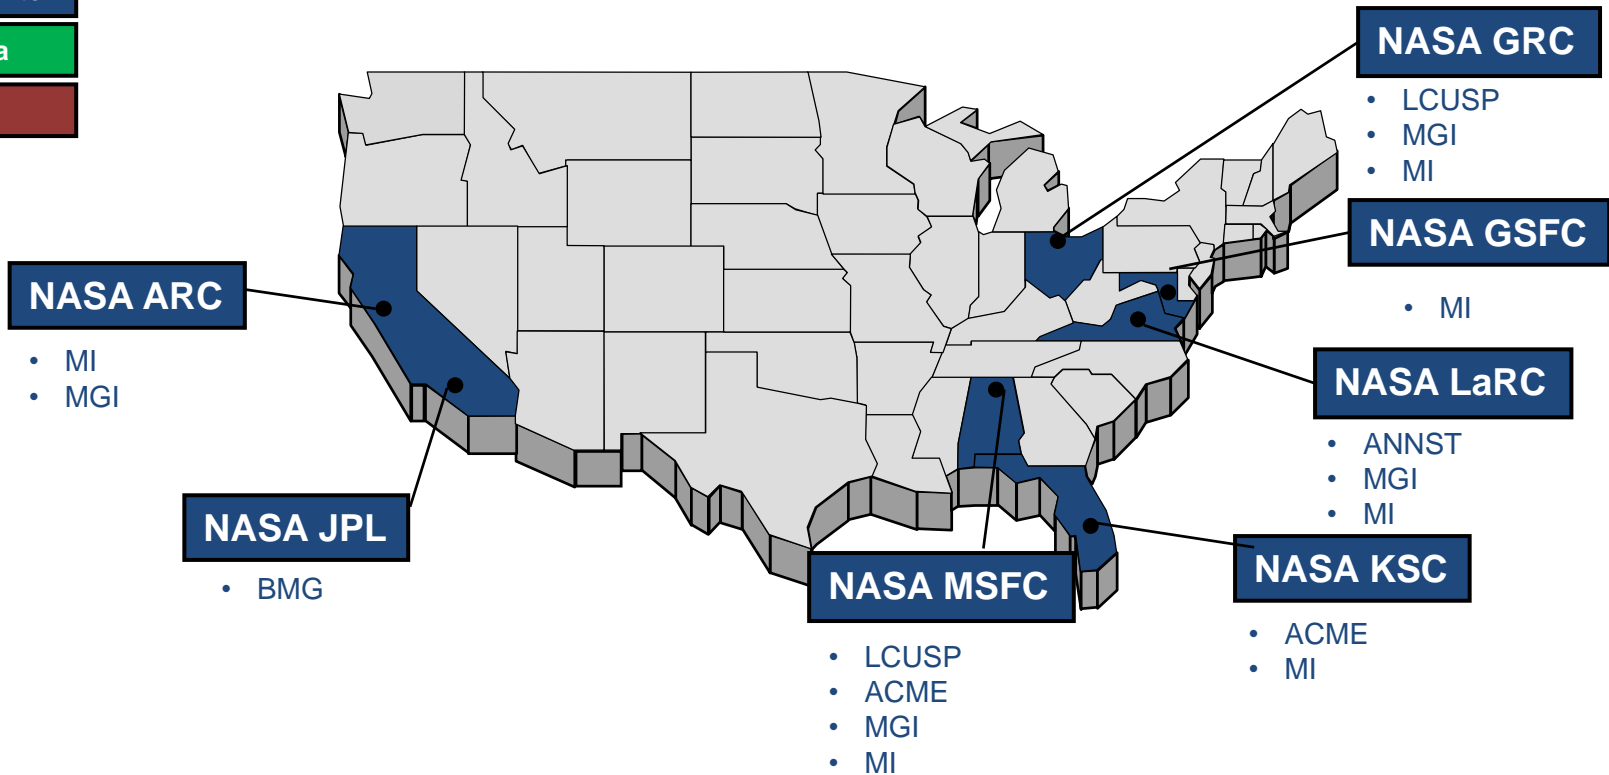 a
NASA GRC
• LCUSP
• MGI
• MI
NASA GSFC
• MI
NASA ARC
• MI
• MGI
NASA LaRC
• ANNST
• MGI
• MI
NASA JPL
• BMG
NASA MSFC
• LCUSP
• ACME
• MGI
• MI
NASA KSC
• ACME
• MI